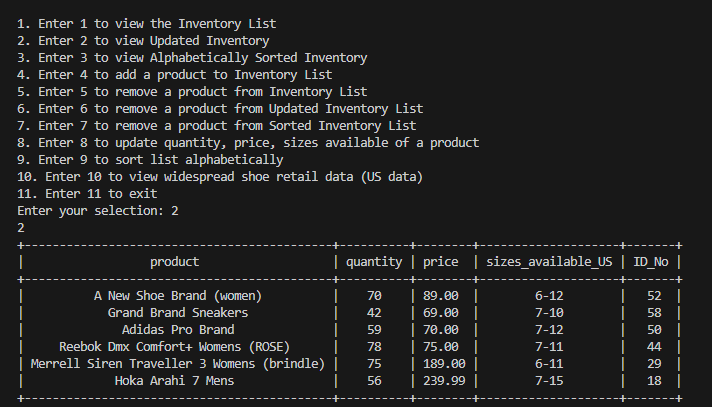 1. Enter 1 to view the Inventory List
2. Enter 2 to view Updated Inventory
3. Enter 3 to view Alphabetically Sorted Inventory
4. Enter 4 to add a product to Inventory List
5. Enter 5 to remove a product from Inventory List
6. Enter 6 to remove a product from Updated Inventory List
7. Enter 7 to remove a product from Sorted Inventory List
8. Enter 8 to update quantity, price, sizes available of a product
9. Enter 9 to sort list alphabetically
10. Enter 10 to view widespread shoe retail data (US data)
11. Enter 11 to exit
Enter your selection: 2
2
+--------------------------------------------+----------+--------+--------------------+-------+
| product | quantity | price | sizes_available_US | ID_No |
+--------------------------------------------+----------+--------+--------------------+-------+
| A New Shoe Brand (women) | 70 | 89.00 | 6-12 | 52 |
| Grand Brand Sneakers | 42 | 69.00 | 7-10 | 58 |
| Adidas Pro Brand | 59 | 70.00 | 7-12 | 50 |
| Reebok Dmx Comfort+ Womens (ROSE) | 78 | 75.00 | 7-11 | 44 |
| Merrell Siren Traveller 3 Womens (brindle) | 75 | 189.00 | 6-11 | 29 |
| Hoka Arahi 7 Mens | 56 | 239.99 | 7-15 | 18 |
+--------------------------------------------+----------+--------+--------------------+-------+